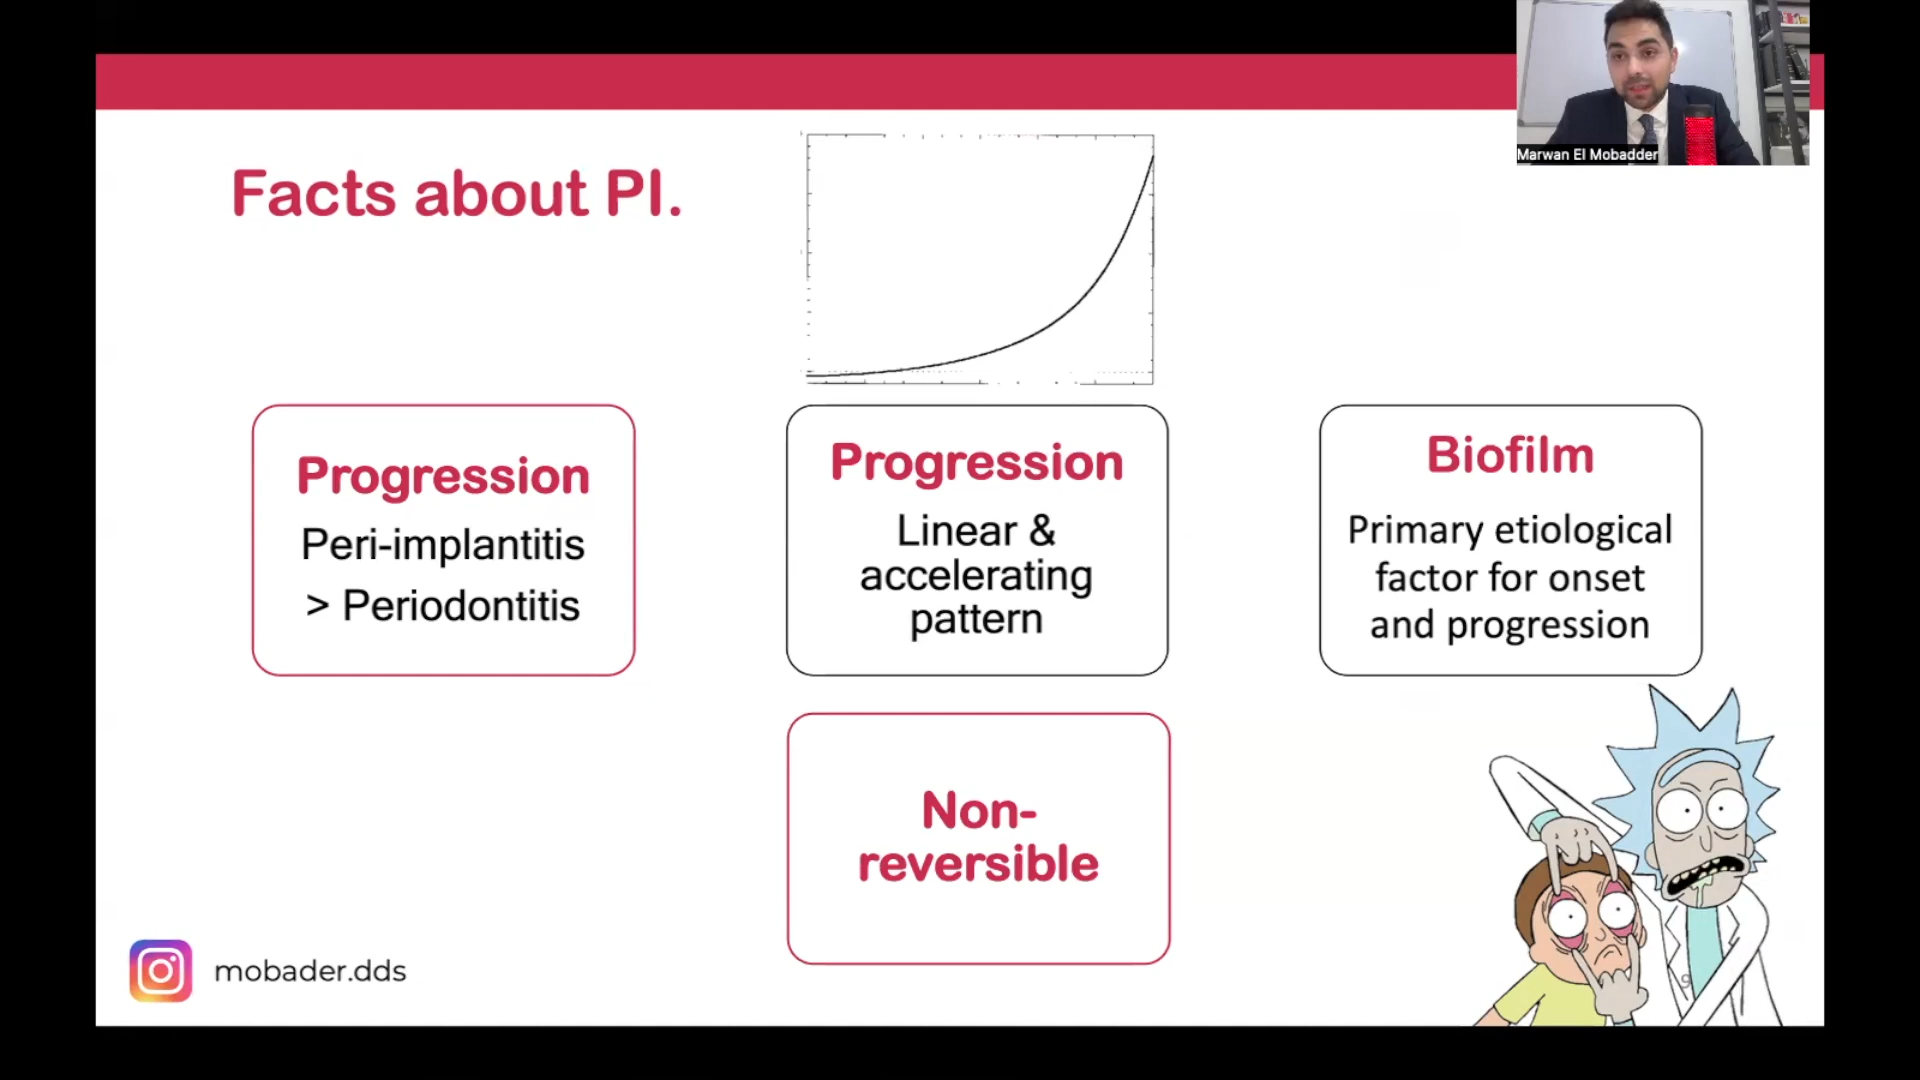 Marwan El Mobadder
Facts about PI.
Progression
Peri-implantitis
> Periodontitis
Progression
Linear &
accelerating
pattern
Biofilm
Primary etiological
factor for onset
and progression
Non-
reversible
mobader.dds
9